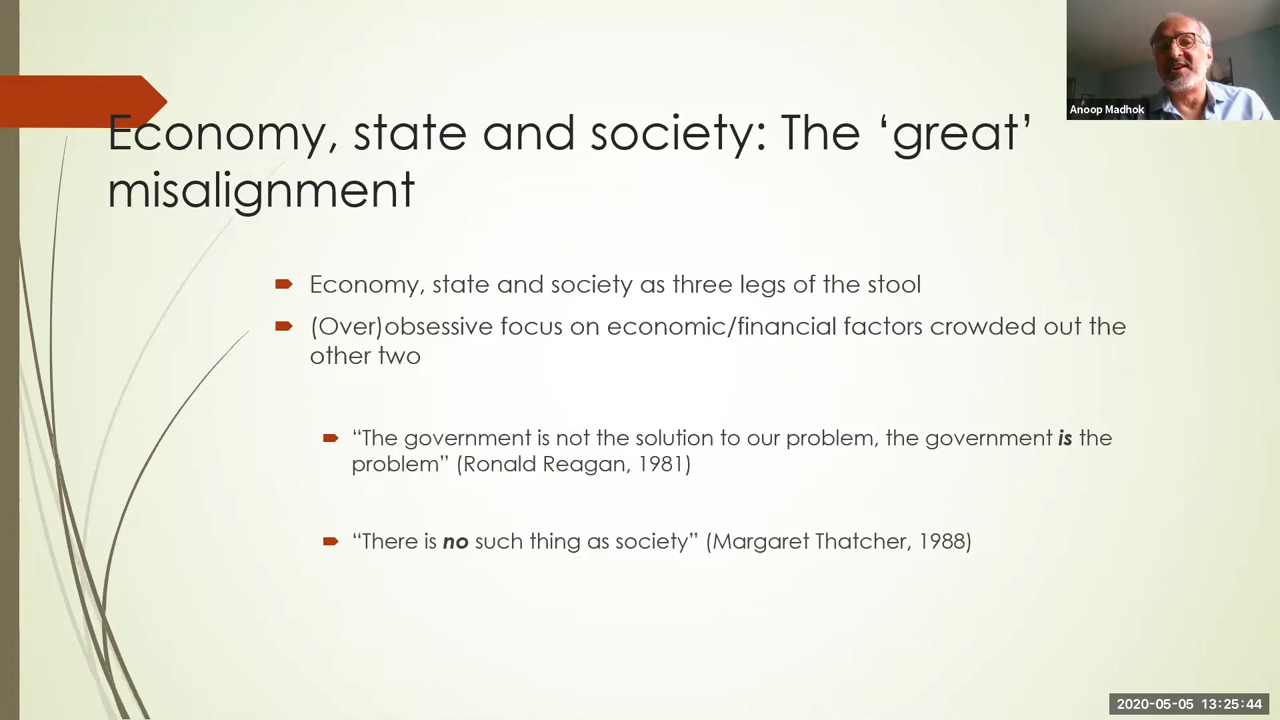 Anoop Madhok
Economy, state and society: The ‘great’
misalignment
Economy, state and society as three legs of the stool
(Over)obsessive focus on economic/financial factors crowded out the
other two
“The government is not the solution to our problem, the government is the
problem” (Ronald Reagan, 1981)
“There is no such thing as society” (Margaret Thatcher, 1988)
2020-05-05 13:25:44